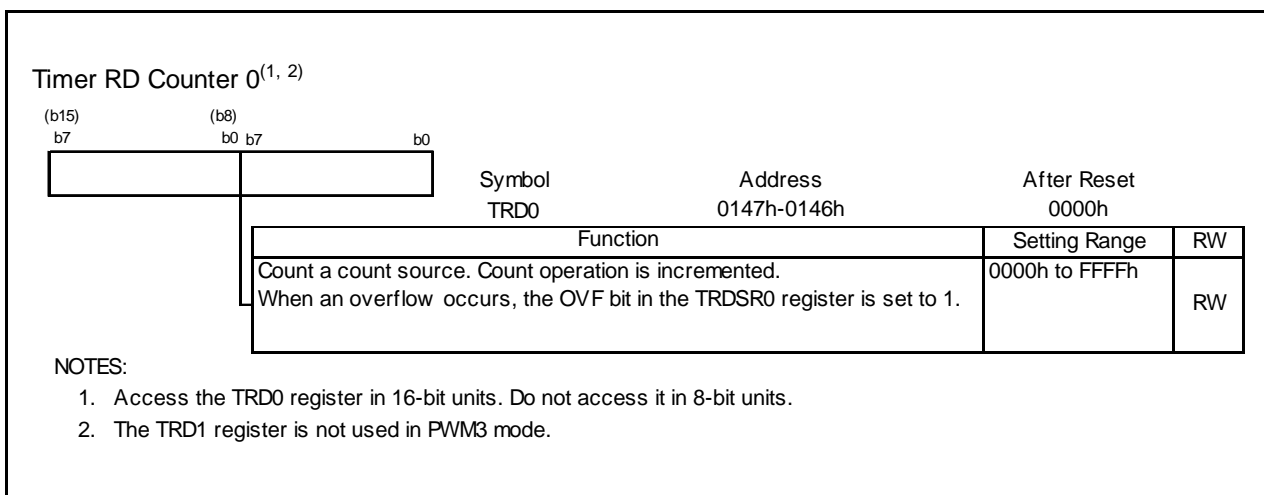 Timer RD Counter 0(1, 2)
(b15) (b8)
b7 b0 b7 b0
Symbol Address After Reset
TRD0 0147h-0146h 0000h
Function Setting Range RW
Count a count source. Count operation is incremented. 0000h to FFFFh
When an overflow occurs, the OVF bit in the TRDSR0 register is set to 1. RW
NOTES:
1. Access the TRD0 register in 16-bit units. Do not access it in 8-bit units.
2. The TRD1 register is not used in PWM3 mode.